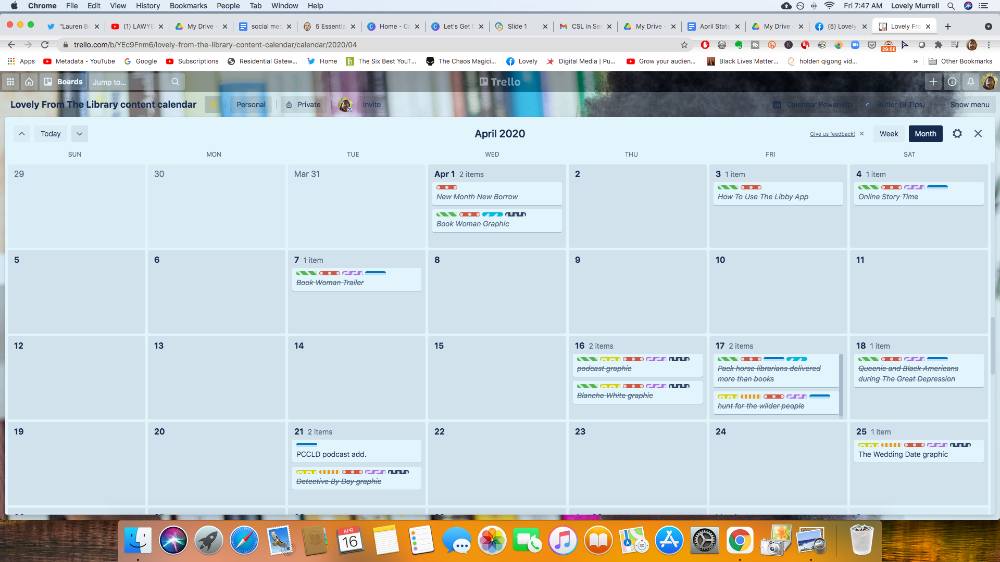 Chrome File Edit View History Bookmarks People Tab Window Help Fri 7:47 AM Lovely Murrell
"Lauren B (1) LAWYE My Drive - social med 5 Essentia Home - Ca Let's Get D Slide 1 CSL in Ses My Drive - April Stats My Drive - (5) Lovely Lovely Fro
trello.com/b/YEc9Fnm6/lovely-from-the-library-content-calendar/calendar/2020/04 29:58
Apps Metadata - YouTube Google Subscriptions Residential Gatew... Home The Six Best YouT... The Chaos Magici... Lovely Digital Media | Pu... Grow your audien... Black Lives Matter... holden qigong vid... » Other Bookmarks
Boards Jump to... Trello
Lovely From The Library content calendar Personal Private Invite Calendar Power-Up Butler (9 Tips) Show menu
Today April 2020 Give us feedback! Week Month
SUN MON TUE WED THU FRI SAT
29 30 Mar 31 Apr 1 2 items 2 3 1 item 4 1 item
New Month New Borrow How To Use The Libby App Online Story Time
Book Woman Graphic
5 6 7 1 item 8 9 10 11
Book Woman Trailer
12 13 14 15 16 2 items 17 2 items 18 1 item
podcast graphic Pack horse librarians delivered Queenie and Black Americans
more than books during The Great Depression
Blanche White graphic hunt for the wilder people
19 20 21 2 items 22 23 24 25 1 item
PCCLD podcast add. The Wedding Date graphic
Detective By Day graphic
APR
16
3D